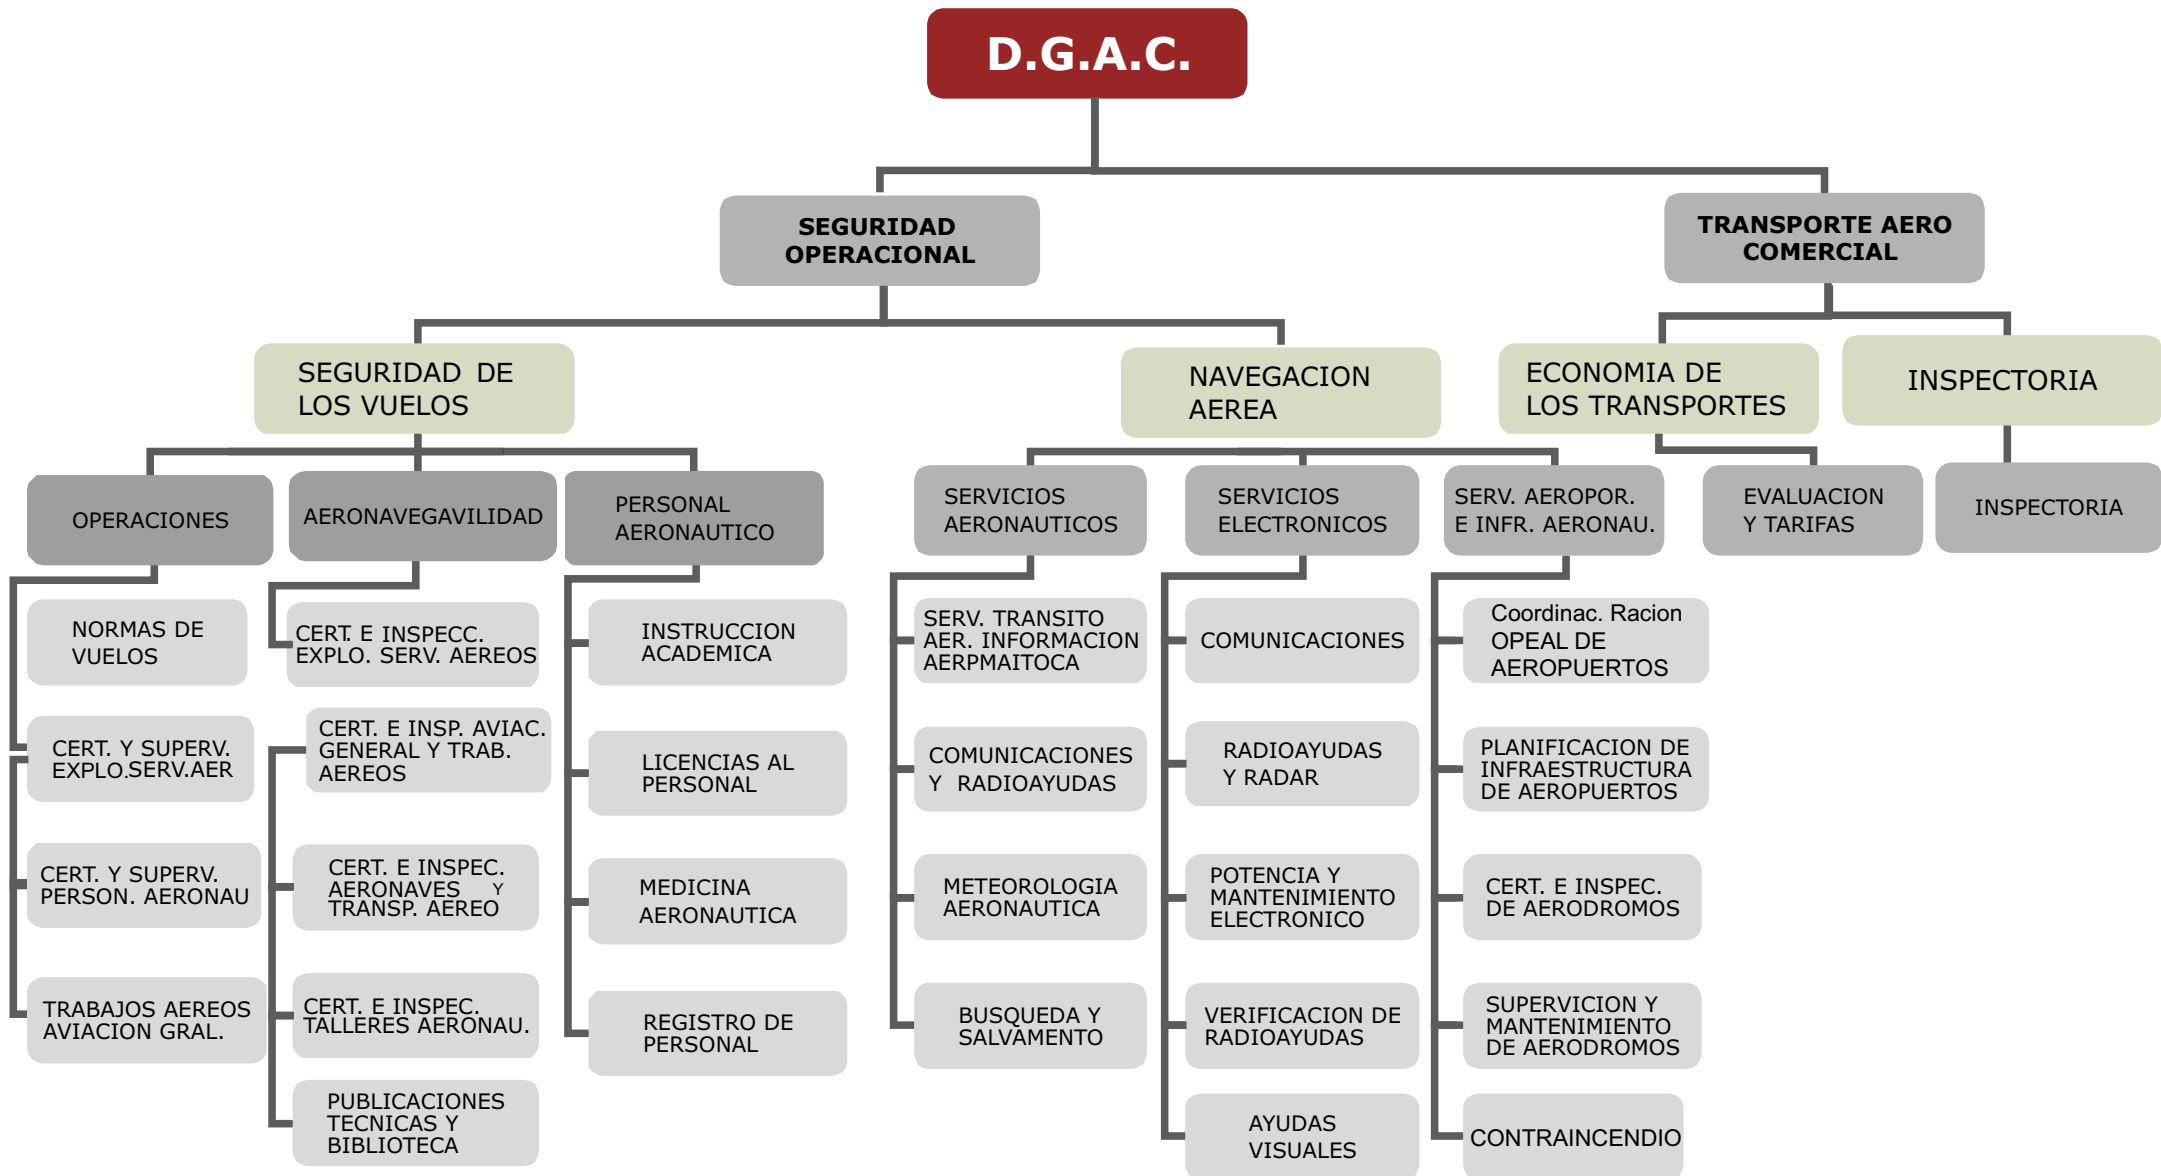 D.G.A.C.
SEGURIDAD
OPERACIONAL
TRANSPORTE AERO
COMERCIAL
SEGURIDAD DE
LOS VUELOS
NAVEGACION
AEREA
ECONOMIA DE
LOS TRANSPORTES
INSPECTORIA
OPERACIONES
AERONAVEGAVILIDAD
PERSONAL
AERONAUTICO
SERVICIOS
AERONAUTICOS
SERVICIOS
ELECTRONICOS
SERV. AEROPOR.
E INFR. AERONAU.
EVALUACION
Y TARIFAS
INSPECTORIA
NORMAS DE
VUELOS
CERT. Y SUPERV.
EXPLO.SERV.AER
CERT. Y SUPERV.
PERSON. AERONAU
TRABAJOS AEREOS
AVIACION GRAL.
CERT. E INSPECC.
EXPLO. SERV. AEREOS
CERT. E INSP. AVIAC.
GENERAL Y TRAB.
AEREOS
CERT. E INSPEC.
AERONAVES Y
TRANSP. AEREO
CERT. E INSPEC.
TALLERES AERONAU.
PUBLICACIONES
TECNICAS Y
BIBLIOTECA
INSTRUCCION
ACADEMICA
LICENCIAS AL
PERSONAL
MEDICINA
AERONAUTICA
REGISTRO DE
PERSONAL
SERV. TRANSITO
AER. INFORMACION
AERPMAITOCA
COMUNICACIONES
Y RADIOAYUDAS
METEOROLOGIA
AERONAUTICA
BUSQUEDA Y
SALVAMENTO
COMUNICACIONES
RADIOAYUDAS
Y RADAR
POTENCIA Y
MANTENIMIENTO
ELECTRONICO
VERIFICACION DE
RADIOAYUDAS
AYUDAS
VISUALES
Coordinac. Racion
OPEAL DE
AEROPUERTOS
PLANIFICACION DE
INFRAESTRUCTURA
DE AEROPUERTOS
CERT. E INSPEC.
DE AERODROMOS
SUPERVICION Y
MANTENIMIENTO
DE AERODROMOS
CONTRAINCENDIO